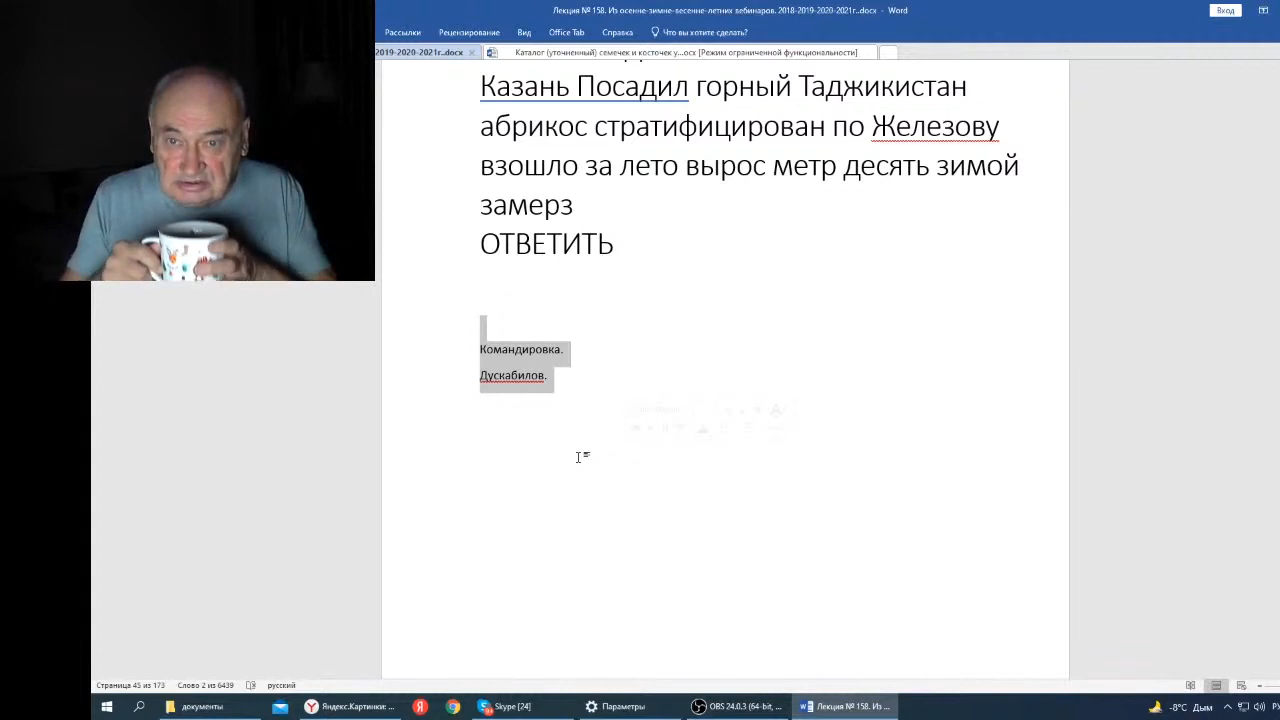 Лекция № 158. Из осенне-зимне-весенне-летних вебинаров. 2018-2019-2020-2021г..docx - Word
Вход
Рассылки Рецензирование Вид Office Tab Справка Что вы хотите сделать?
2019-2020-2021г..docx
Каталог (уточненный) семечек и косточек у...осх [Режим ограниченной функциональности]
Казань Посадил горный Таджикистан
абрикос стратифицирован по Железову
взошло за лето вырос метр десять зимой
замерз
ОТВЕТИТЬ
Командировка.
Дускабилов.
Страница 45 из 173 Слово 2 из 6439 русский
документы
Яндекс.Картинки: ...
Я
Skype [24]
Параметры
OBS 24.0.3 (64-bit, ...
Лекция № 158. Из ...
-8°C Дым